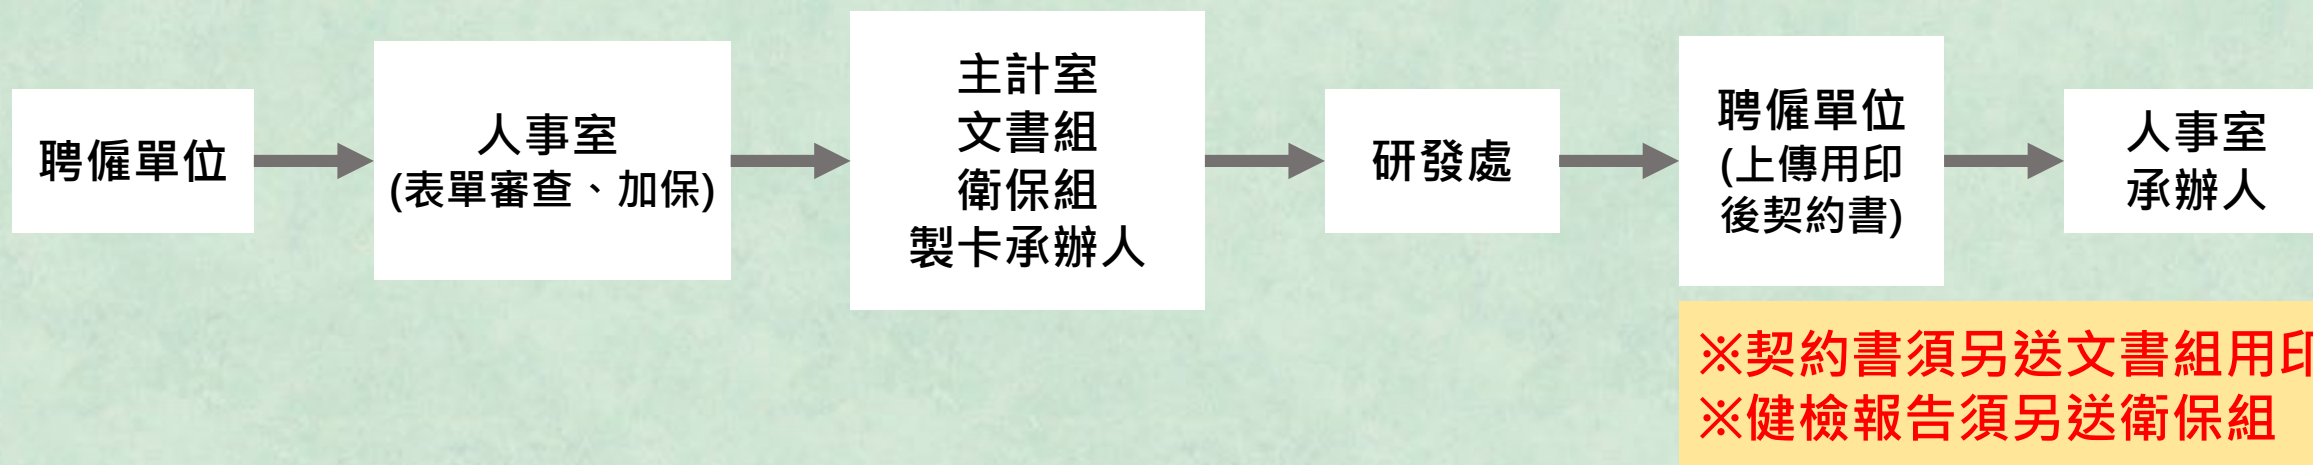 聘僱單位
人事室
(表單審查、加保)
主計室
文書組
衛保組
製卡承辦人
研發處
聘僱單位
(上傳用印
後契約書)
人事室
承辦人
※契約書須另送文書組用印
※健檢報告須另送衛保組